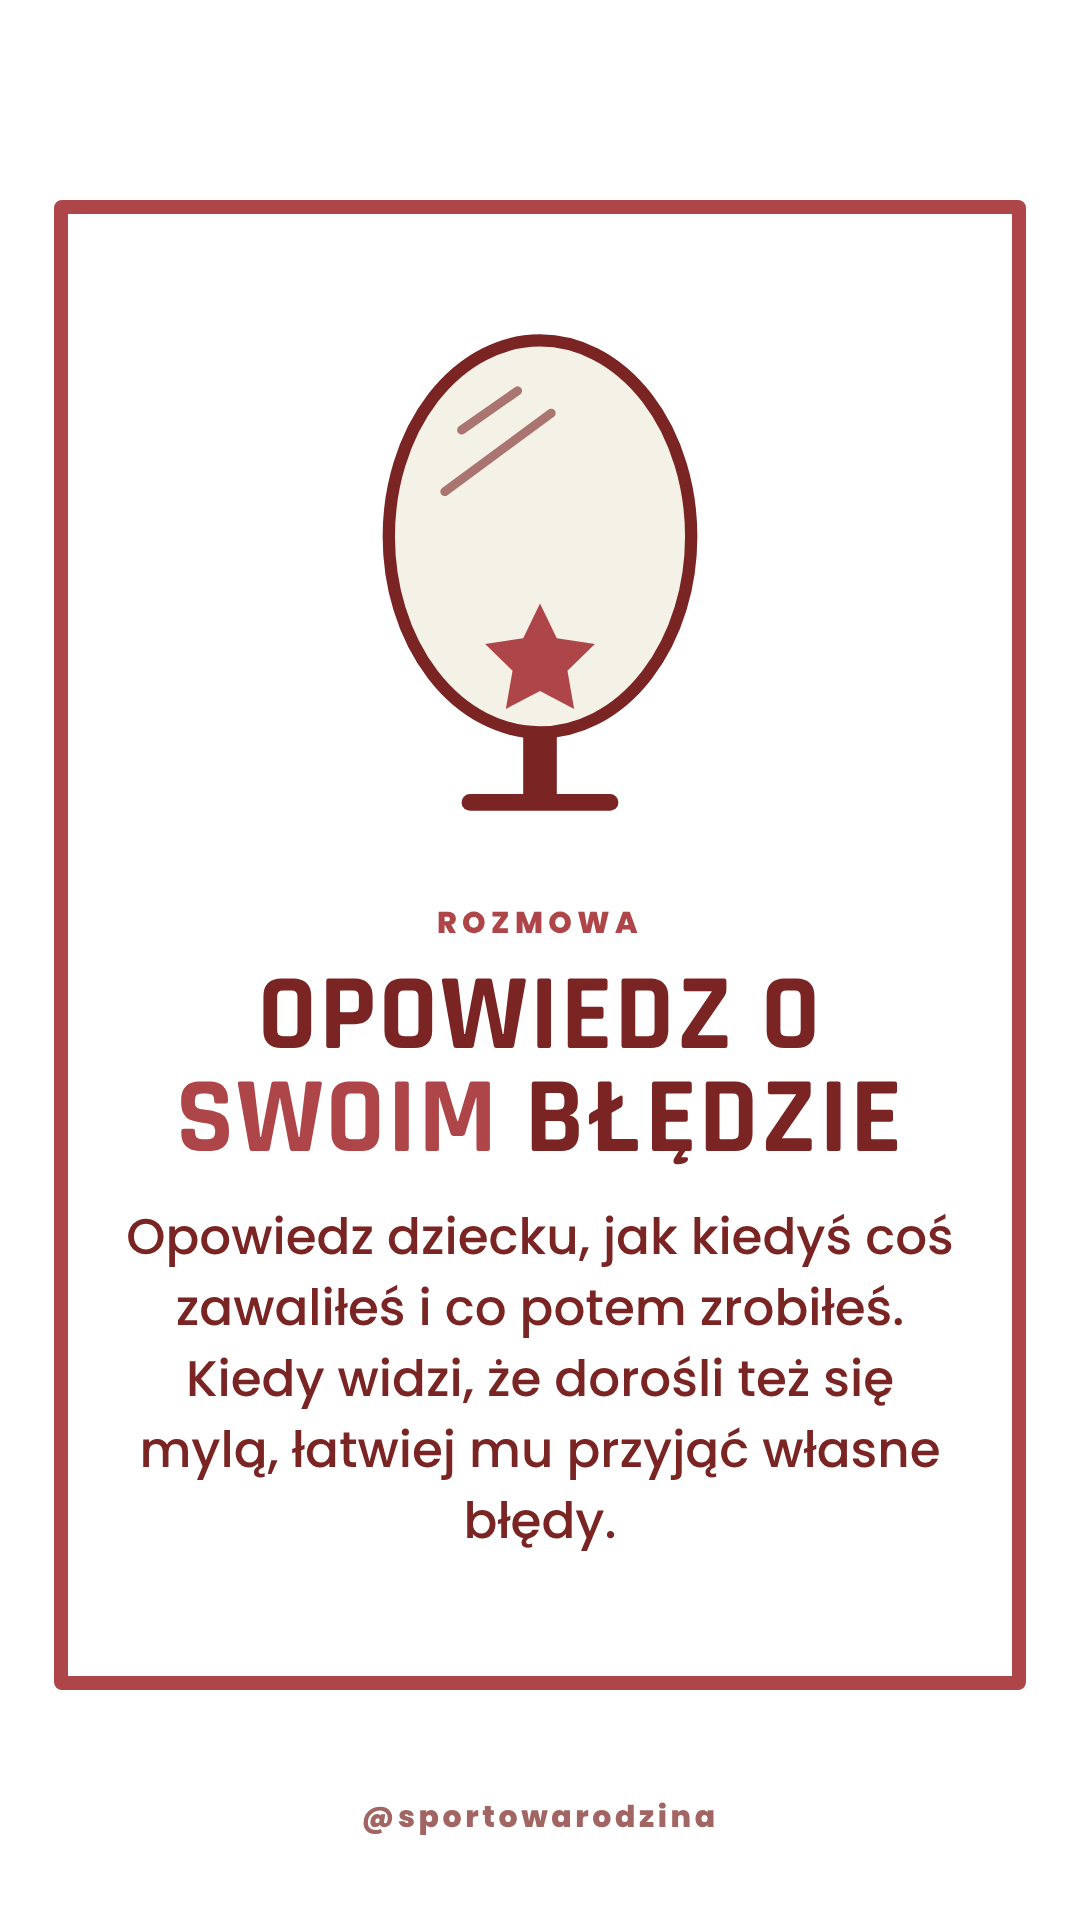 ROZMOWA
OPOWIEDZ O
SWOIM BŁĘDZIE
Opowiedz dziecku, jak kiedyś coś
zawaliłeś i co potem zrobiłeś.
Kiedy widzi, że dorośli też się
mylą, łatwiej mu przyjąć własne
błędy.
@sportowarodzina